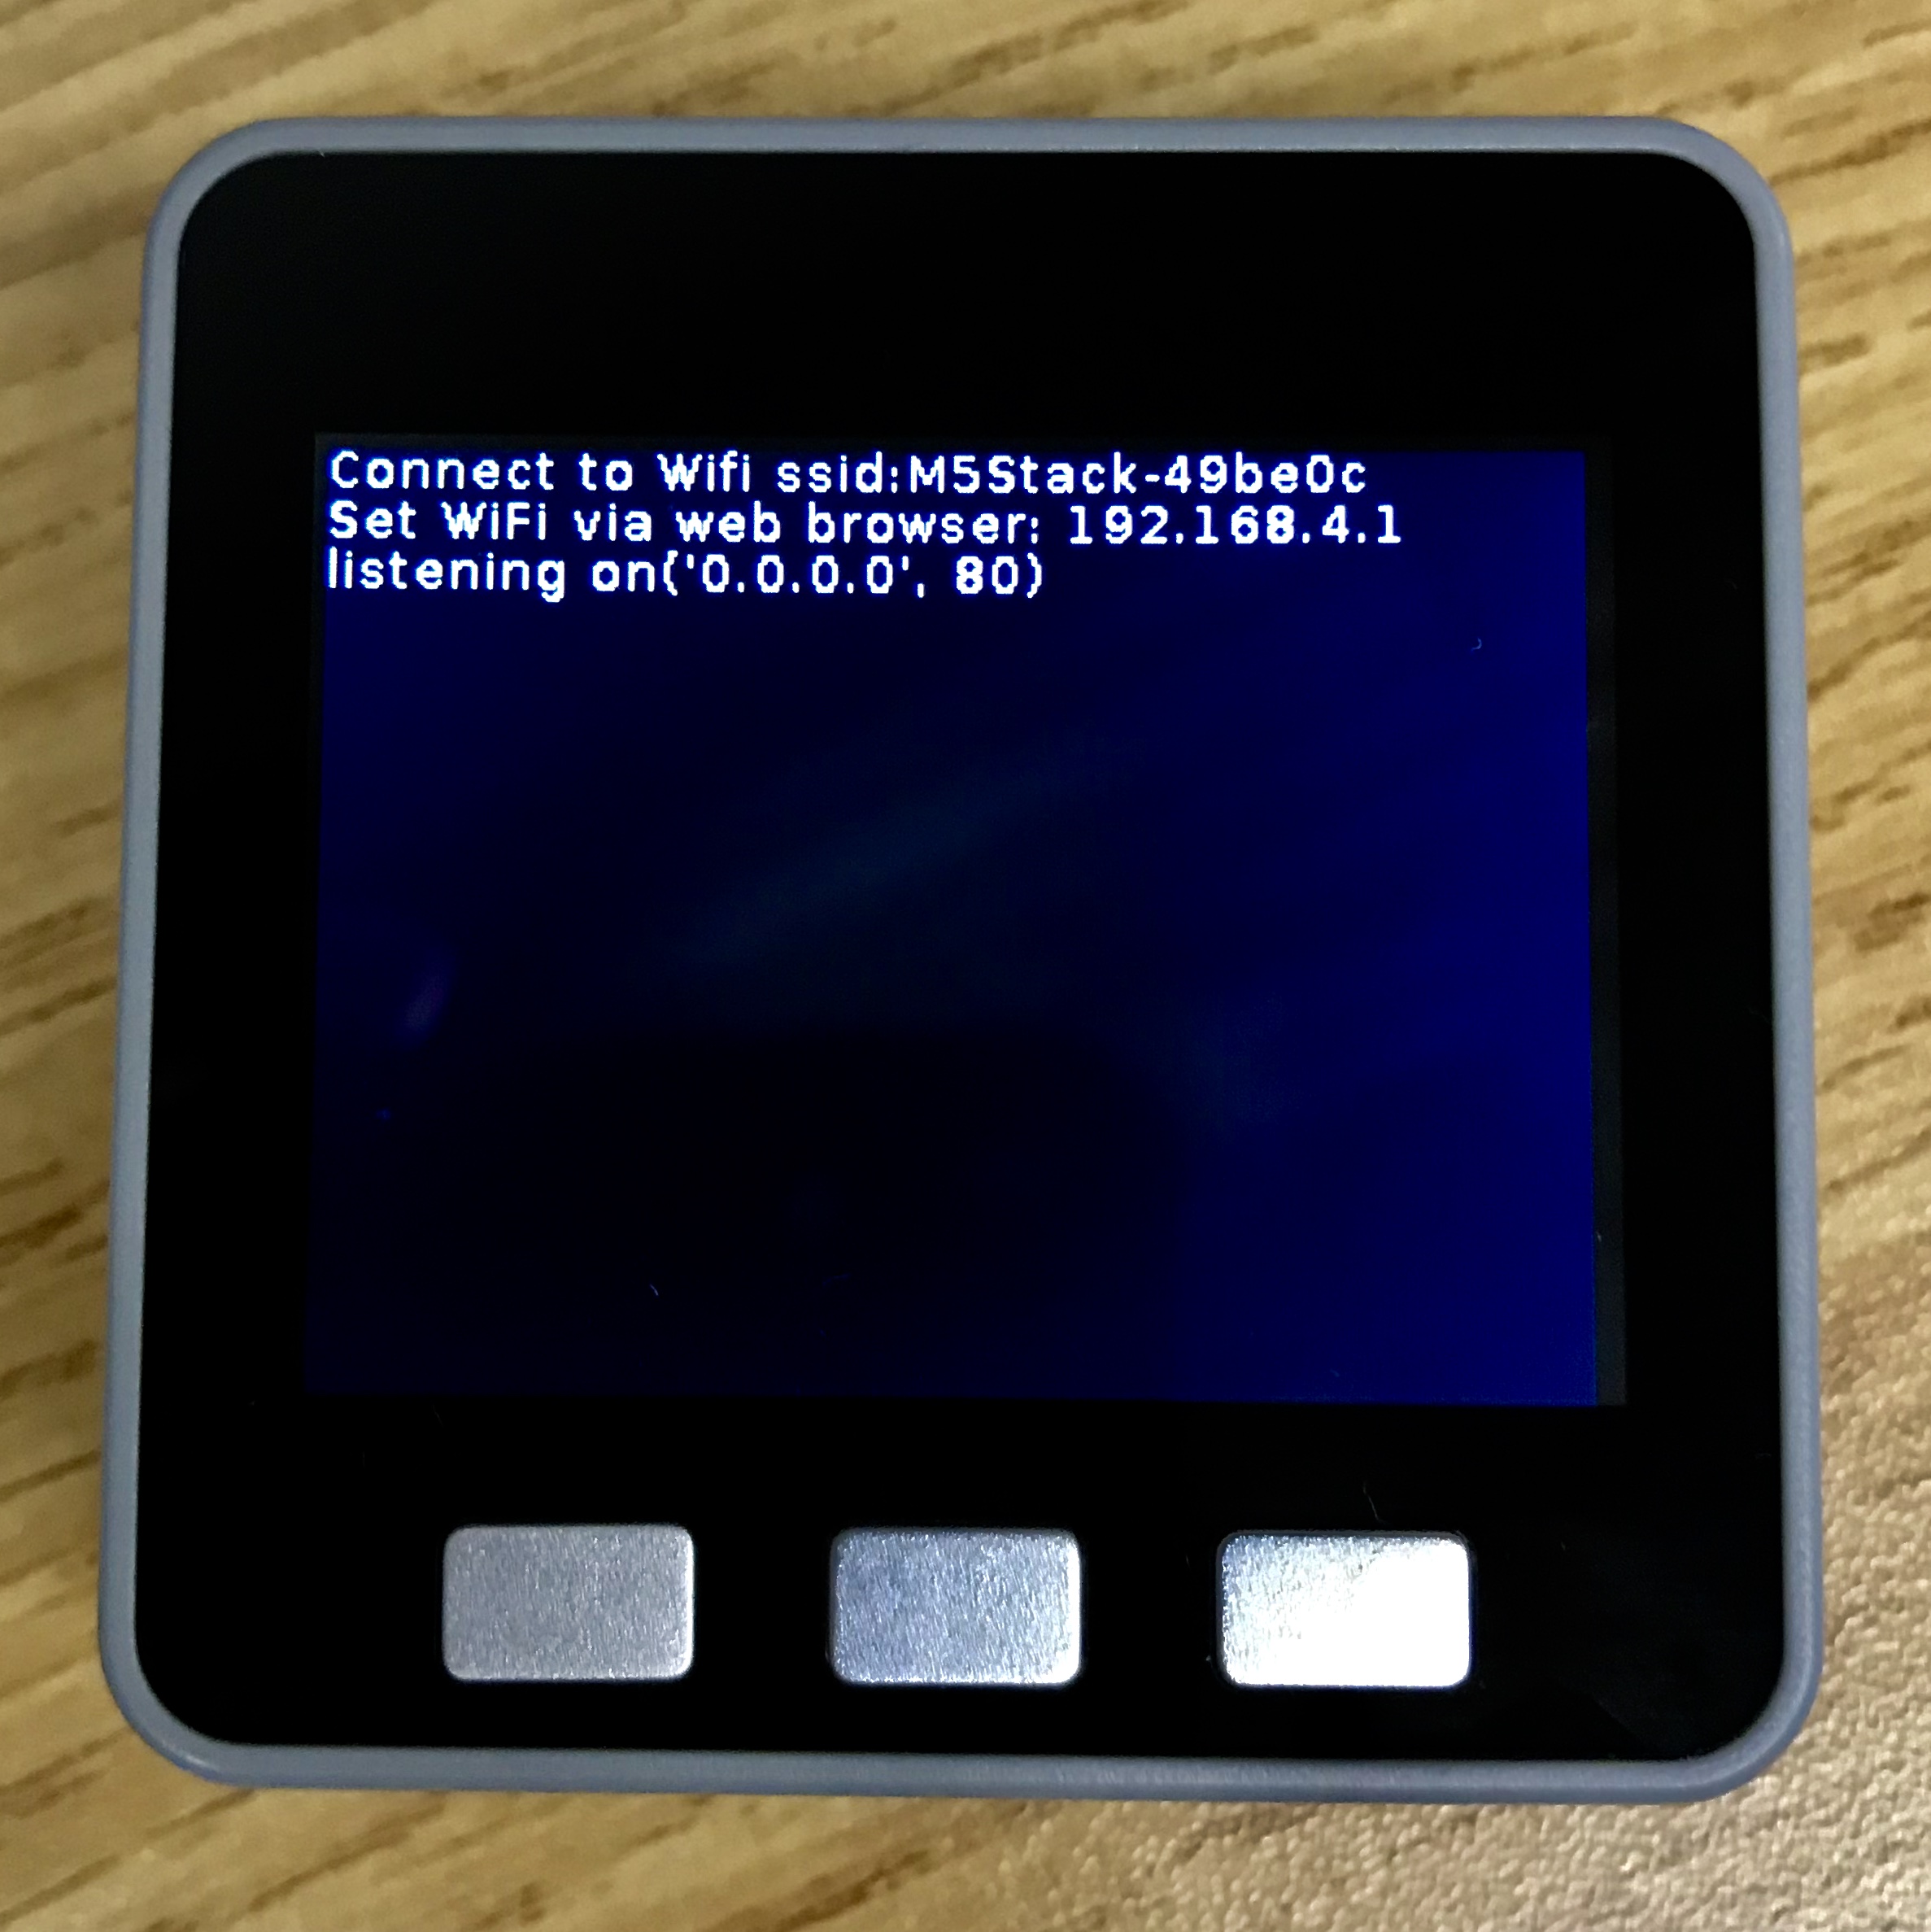 Connect to Wifi ssid:M5Stack-49be0c
Set WiFi via web browser: 192.168.4.1
listening on('0.0.0.0', 80)